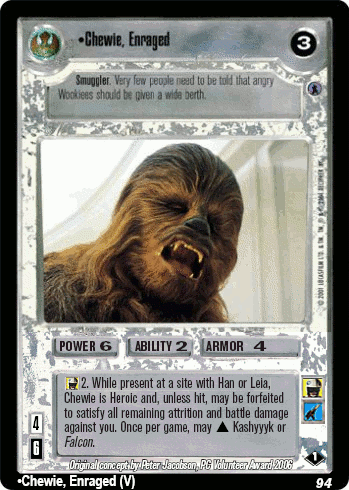 •Chewie, Enraged
3
Smuggler. Very few people need to be told that angry
Wookiees should be given a wide berth.
POWER 6 ABILITY 2 ARMOR 4
2. While present at a site with Han or Leia,
Chewie is Heroic and, unless hit, may be forfeited
to satisfy all remaining attrition and battle damage
against you. Once per game, may ▲ Kashyyyk or
Falcon.
4
6
1
Original concept by Peter Jacobson, PC Volunteer Award 2006
•Chewie, Enraged (V) 94